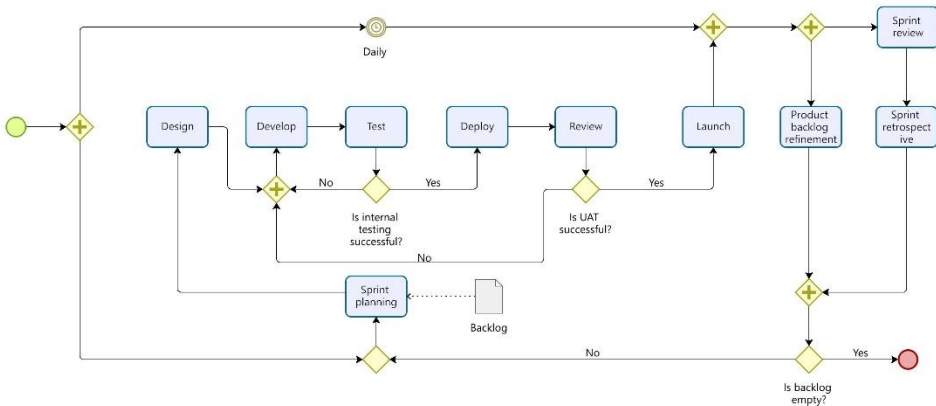 Sprint
review
Daily
Design
Develop
Test
Deploy
Review
Launch
Product
backlog
refinement
Sprint
retrospect
ive
No
Yes
Yes
Is internal
testing
successful?
Is UAT
successful?
No
Sprint
planning
Backlog
No
Yes
Is backlog
empty?